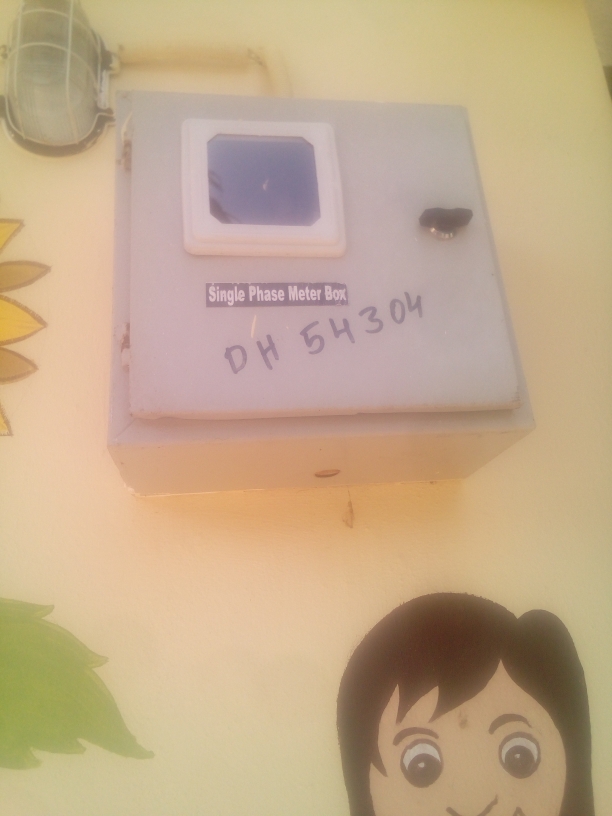 Single Phase Meter Box
DH 54304